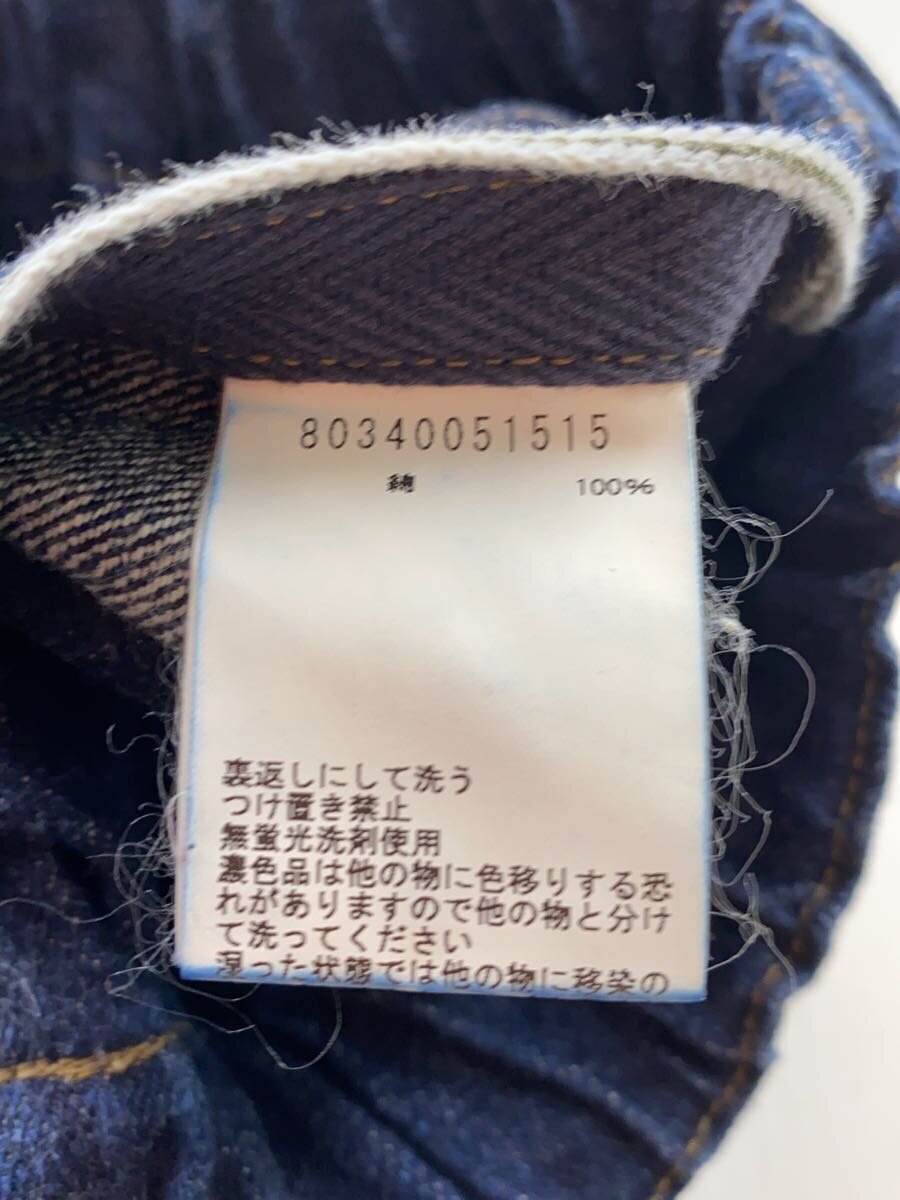 80340051515
綿 100%
裏返しにして洗う
つけ置き禁止
無蛍光洗剤使用
濃色品は他の物に色移りする恐
れがありますので他の物と分け
て洗ってください
湿った状態では他の物に移染の